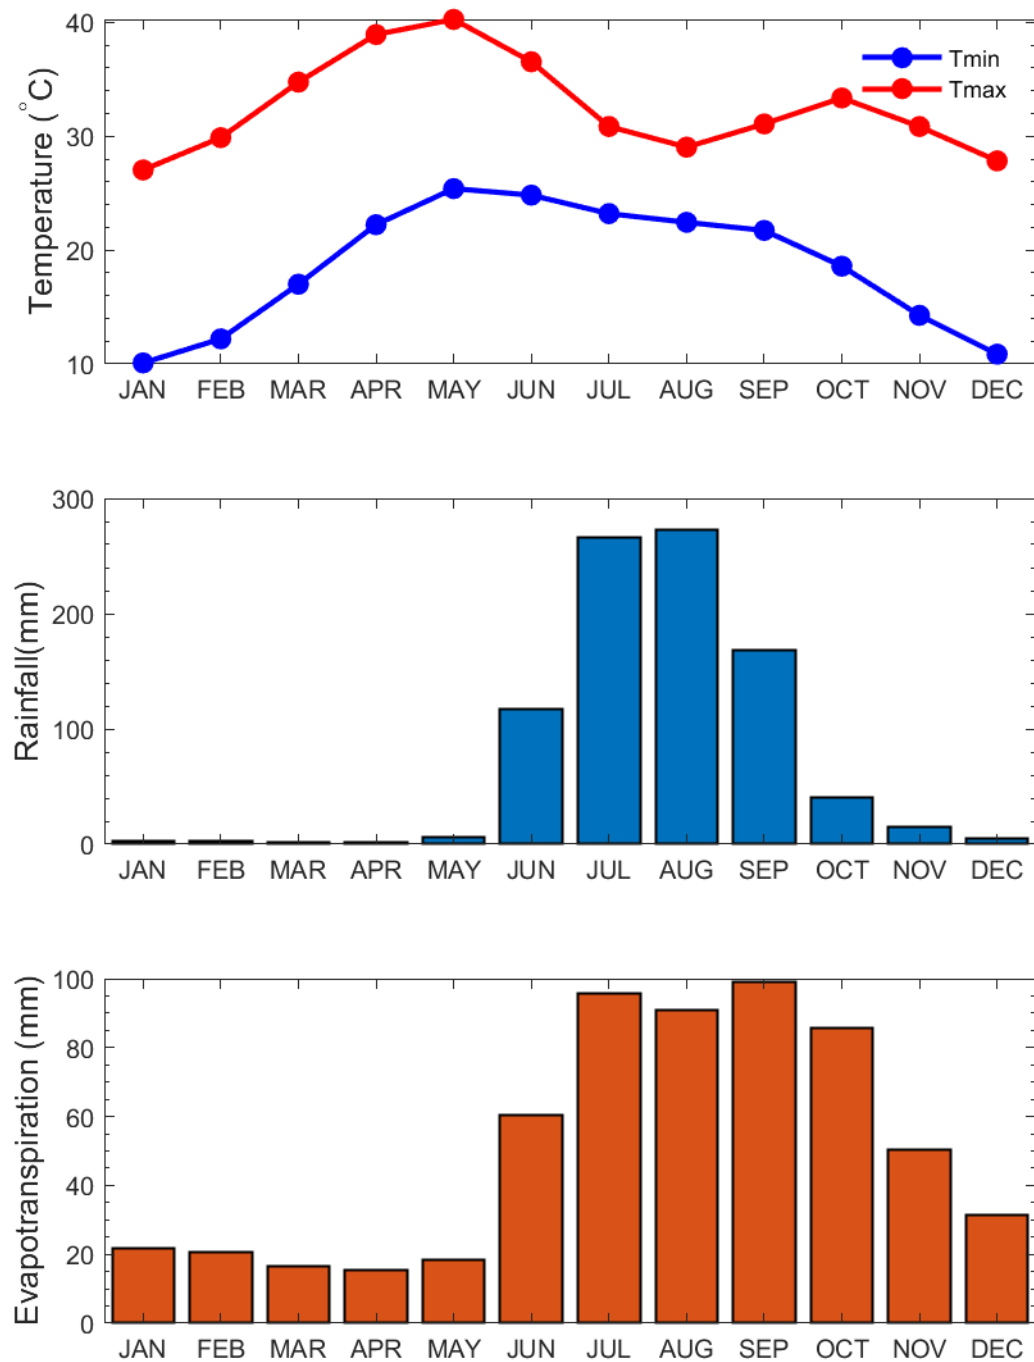 Temperature (°C)
40
30
20
10
Tmin
Tmax
JAN FEB MAR APR MAY JUN JUL AUG SEP OCT NOV DEC
Rainfall(mm)
300
200
100
0
JAN FEB MAR APR MAY JUN JUL AUG SEP OCT NOV DEC
Evapotranspiration (mm)
100
80
60
40
20
0
JAN FEB MAR APR MAY JUN JUL AUG SEP OCT NOV DEC